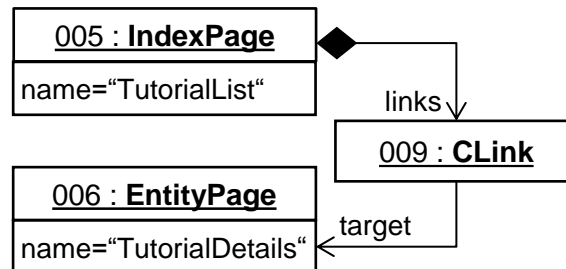 005 : IndexPage
name=“TutorialList“
links
009 : CLink
006 : EntityPage
target
name=“TutorialDetails“